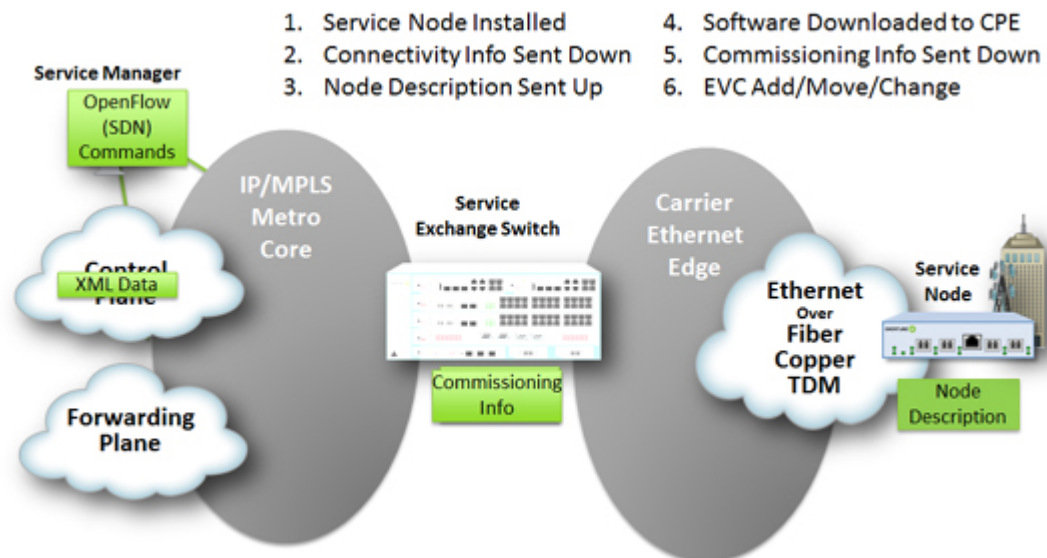 1. Service Node Installed
2. Connectivity Info Sent Down
3. Node Description Sent Up
4. Software Downloaded to CPE
5. Commissioning Info Sent Down
6. EVC Add/Move/Change
Service Manager
OpenFlow
(SDN)
Commands
IP/MPLS
Metro
Core
Control
Plane
XML Data
Forwarding
Plane
Service
Exchange Switch
Commissioning
Info
Carrier
Ethernet
Edge
Ethernet
Over
Fiber
Copper
TDM
Service
Node
Node
Description